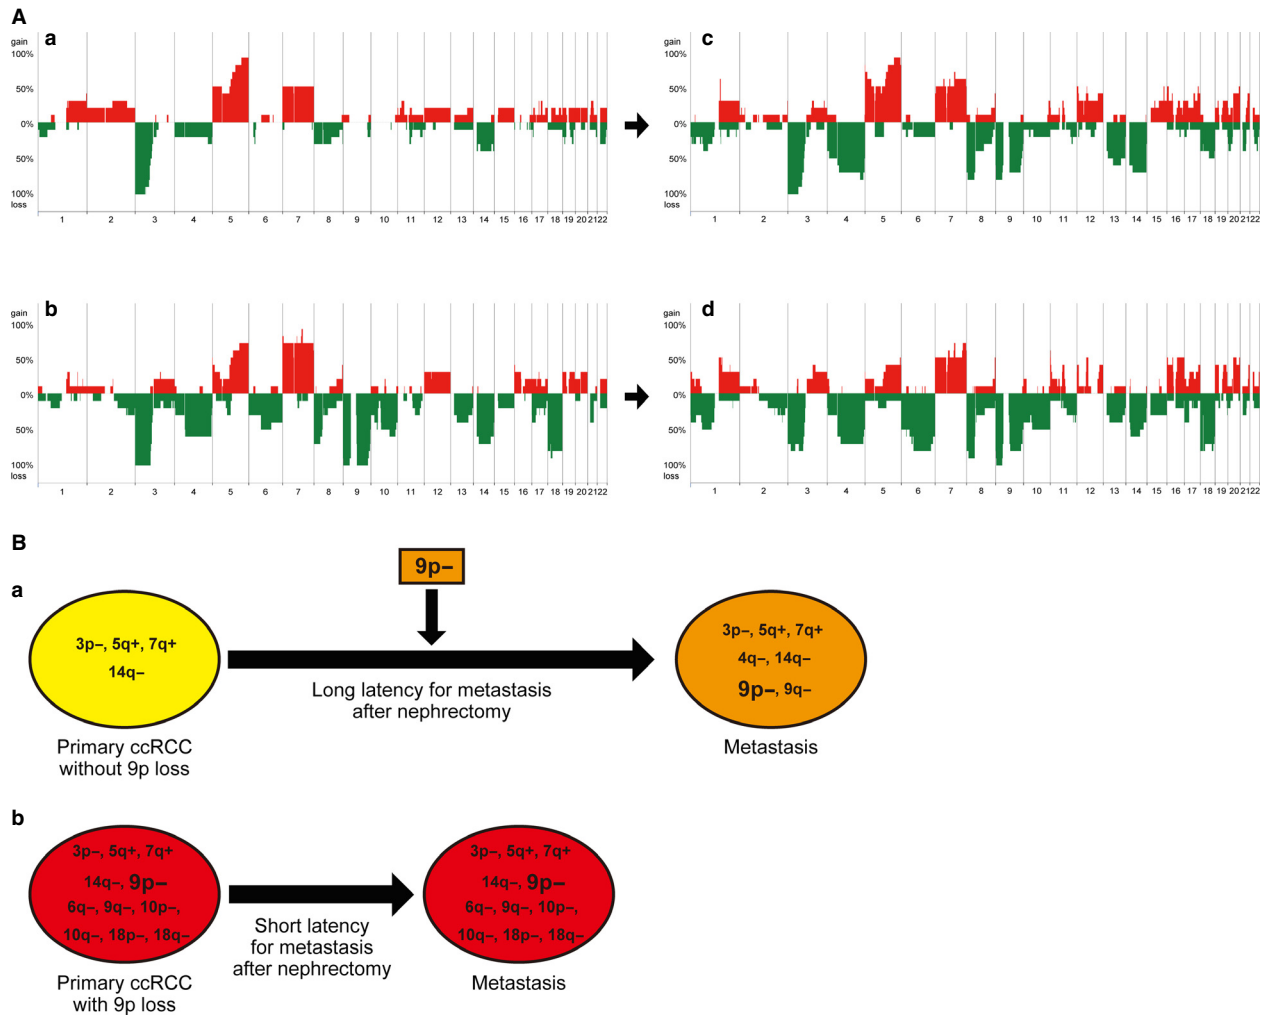 A
a
gain
100%
50%
0%
50%
100%
loss
1 2 3 4 5 6 7 8 9 10 11 12 13 14 15 16 17 18 19 20 21 22
c
gain
100%
50%
0%
50%
100%
loss
1 2 3 4 5 6 7 8 9 10 11 12 13 14 15 16 17 18 19 20 21 22
b
gain
100%
50%
0%
50%
100%
loss
1 2 3 4 5 6 7 8 9 10 11 12 13 14 15 16 17 18 19 20 21 22
d
gain
100%
50%
0%
50%
100%
loss
1 2 3 4 5 6 7 8 9 10 11 12 13 14 15 16 17 18 19 20 21 22
B
a
9p–
3p–, 5q+, 7q+
14q–
Primary ccRCC
without 9p loss
Long latency for metastasis
after nephrectomy
3p–, 5q+, 7q+
4q–, 14q–
9p–, 9q–
Metastasis
b
3p–, 5q+, 7q+
14q–, 9p–
6q–, 9q–, 10p–,
10q–, 18p–, 18q–
Primary ccRCC
with 9p loss
Short latency
for metastasis
after nephrectomy
3p–, 5q+, 7q+
14q–, 9p–
6q–, 9q–, 10p–,
10q–, 18p–, 18q–
Metastasis